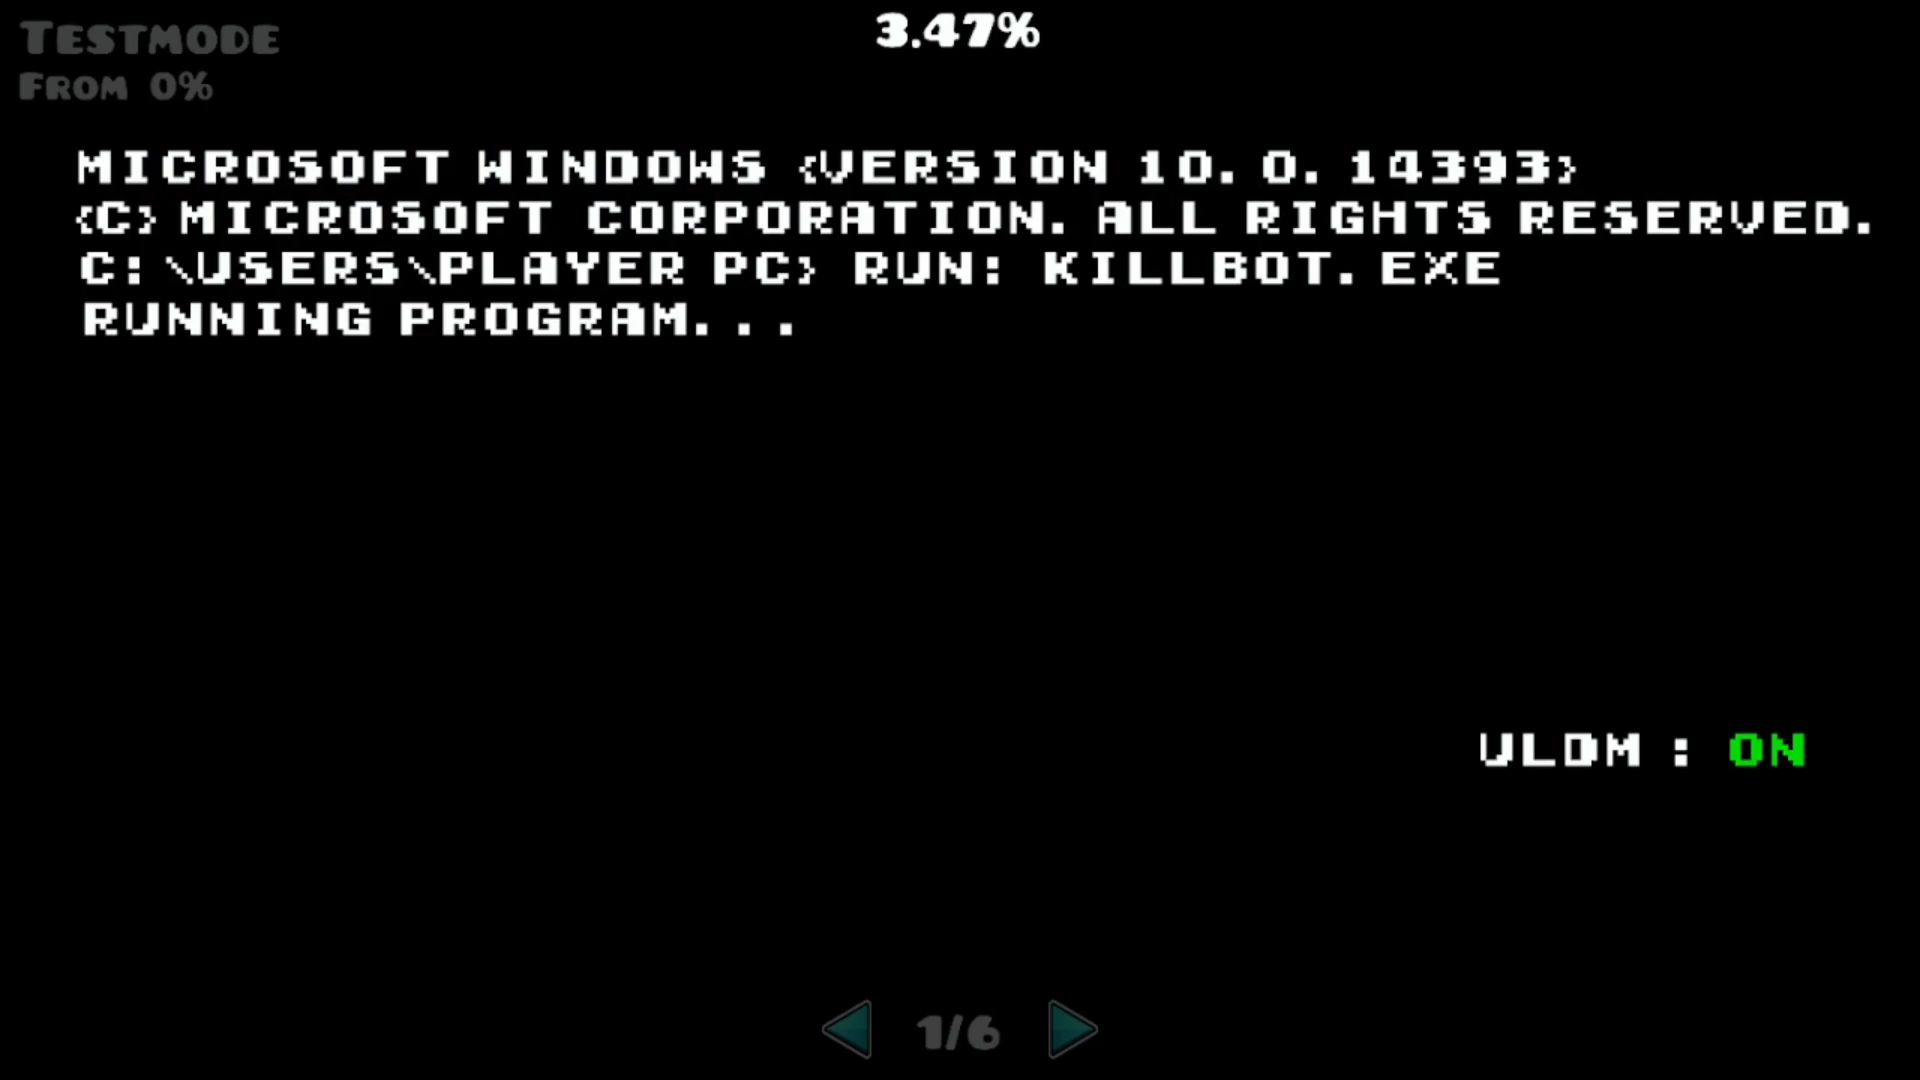 TESTMODE
3.47%
FROM 0%
MICROSOFT WINDOWS {VERSION 10.0.14393}
{C} MICROSOFT CORPORATION. ALL RIGHTS RESERVED.
C:\USERS\PLAYER PC> RUN: KILLBOT.EXE
RUNNING PROGRAM...
VLDM : ON
1/6